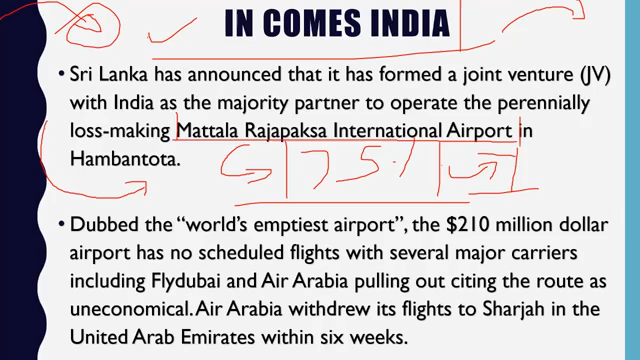 IN COMES INDIA
• Sri Lanka has announced that it has formed a joint venture (JV)
with India as the majority partner to operate the perennially
loss-making Mattala Rajapaksa International Airport in
Hambantota.
75%
• Dubbed the “world's emptiest airport”, the $210 million dollar
airport has no scheduled flights with several major carriers
including Flydubai and Air Arabia pulling out citing the route as
uneconomical. Air Arabia withdrew its flights to Sharjah in the
United Arab Emirates within six weeks.